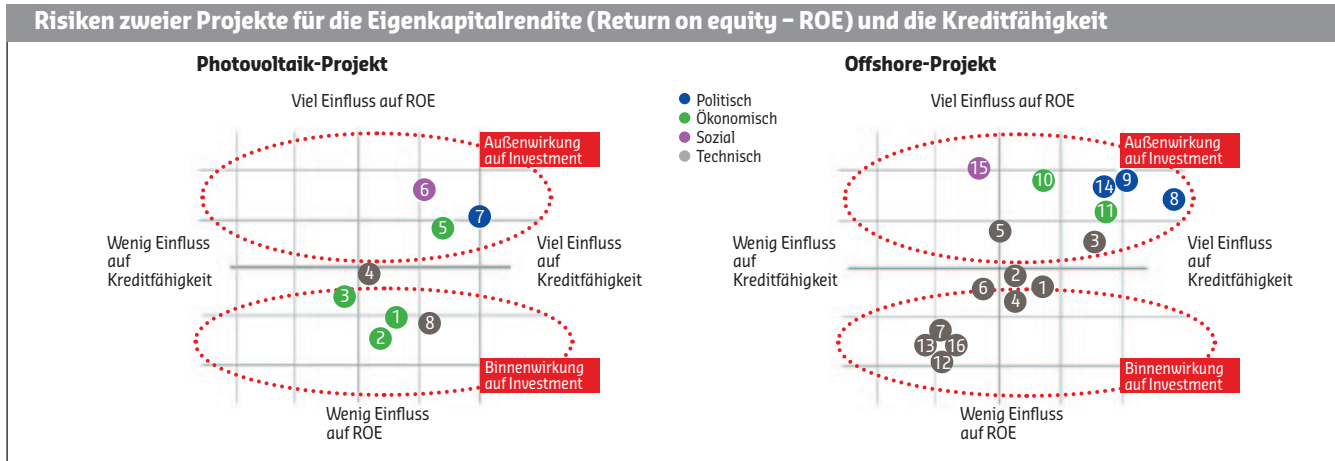 Risiken zweier Projekte für die Eigenkapitalrendite (Return on equity – ROE) und die Kreditfähigkeit
Photovoltaik-Projekt
Viel Einfluss auf ROE
Außenwirkung
auf Investment
6
7
5
Wenig Einfluss
auf
Kreditfähigkeit
Viel Einfluss
auf
Kreditfähigkeit
4
3
1
8
2
Binnenwirkung
auf Investment
Wenig Einfluss
auf ROE
Politisch
Ökonomisch
Sozial
Technisch
Offshore-Projekt
Viel Einfluss auf ROE
Außenwirkung
auf Investment
15
10
9
14
8
11
5
3
Wenig Einfluss
auf
Kreditfähigkeit
Viel Einfluss
auf
Kreditfähigkeit
2
6
1
4
7
13
16
12
Binnenwirkung
auf Investment
Wenig Einfluss
auf ROE